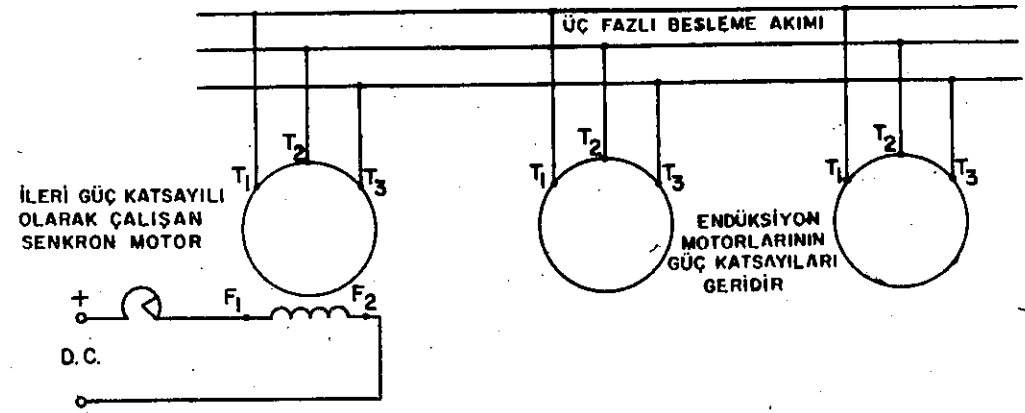 ÜÇ FAZLI BESLEME AKIMI
T1
T2
T3
T1
T2
T3
T1
T2
T3
İLERİ GÜÇ KATSAYILI
OLARAK ÇALIŞAN
SENKRON MOTOR
ENDÜKSİYON
MOTORLARININ
GÜÇ KATSAYILARI
GERİDİR
+
F1
F2
D.C.